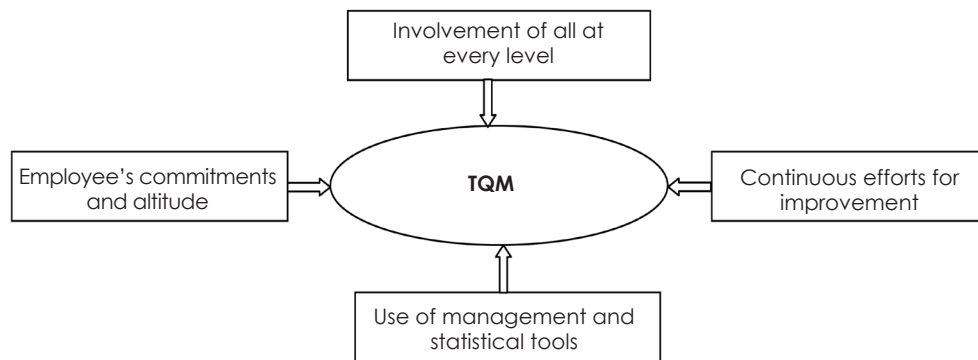 Involvement of all at
every level
Employee’s commitments
and altitude
TQM
Continuous efforts for
improvement
Use of management and
statistical tools